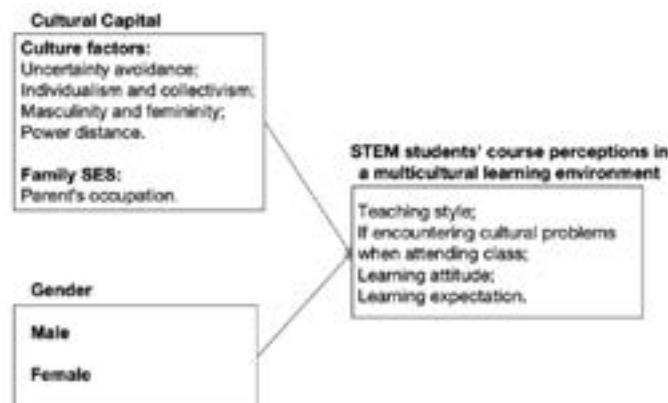 Cultural Capital
Culture factors:
Uncertainty avoidance;
Individualism and collectivism;
Masculinity and femininity;
Power distance.
Family SES:
Parent's occupation.
Gender
Male
Female
STEM students' course perceptions in
a multicultural learning environment
Teaching style;
If encountering cultural problems
when attending class;
Learning attitude;
Learning expectation.